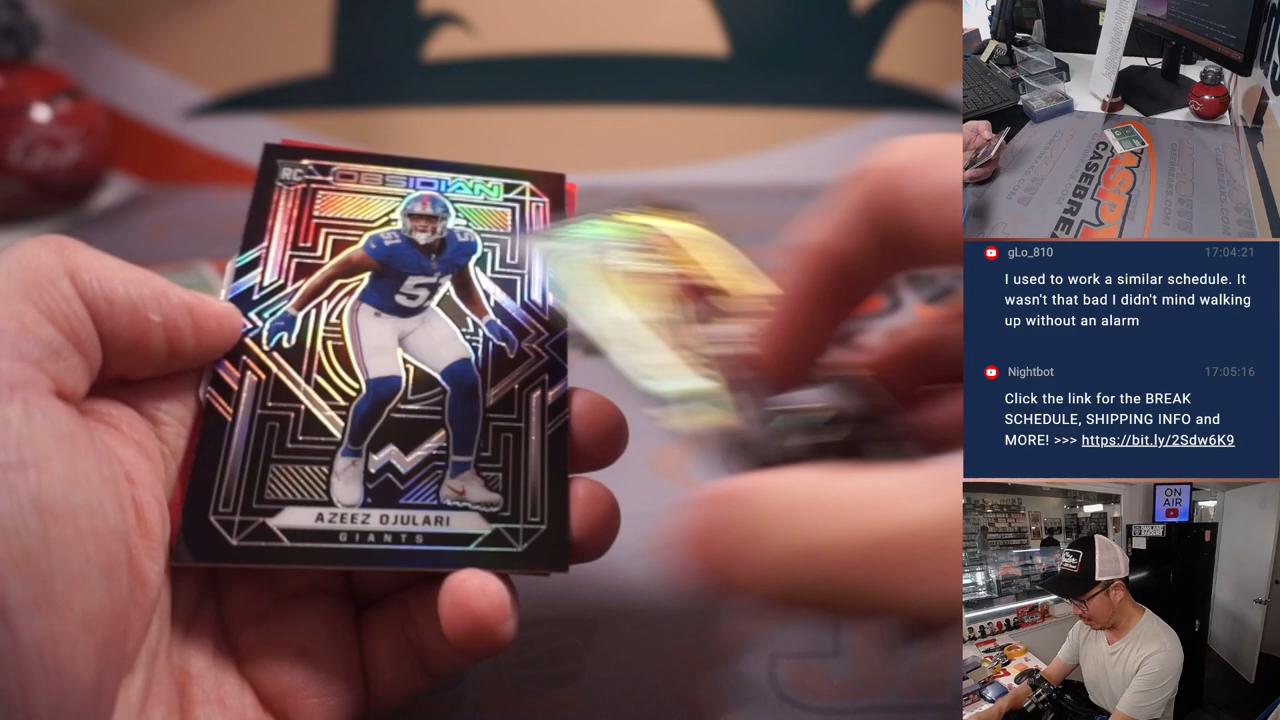 RC
OBSIDIAN
51
51
AZEEZ OJULARI
GIANTS
CASEBREA
gLo_810 17:04:21
I used to work a similar schedule. It
wasn't that bad I didn't mind walking
up without an alarm
Nightbot 17:05:16
Click the link for the BREAK
SCHEDULE, SHIPPING INFO and
MORE! >>> https://bit.ly/2Sdw6K9
ON
AIR